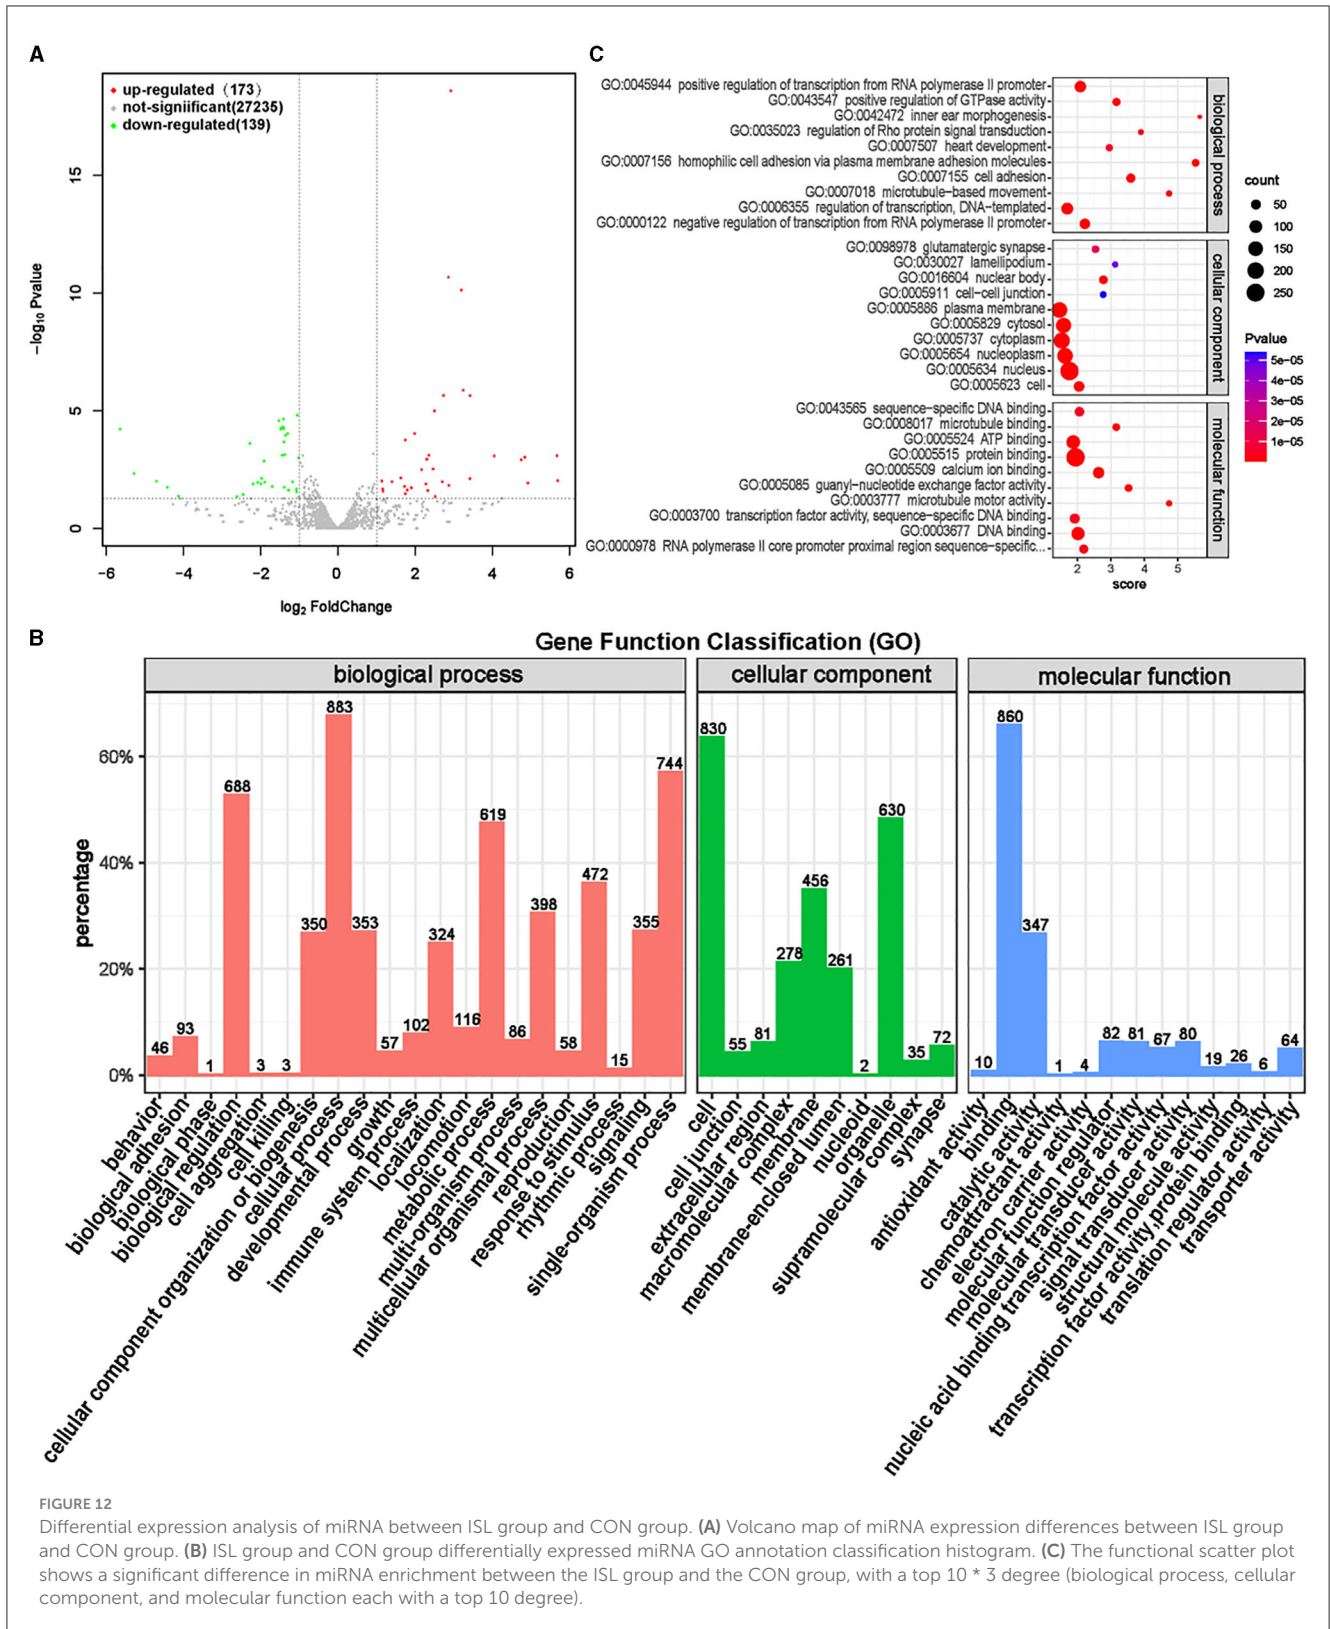 A
up-regulated (173)
not-signiificant(27235)
down-regulated(139)
15
10
5
0
−log10 Pvalue
−6
−4
−2
0
2
4
6
log2 FoldChange
C
GO:0045944 positive regulation of transcription from RNA polymerase II promoter
GO:0043547 positive regulation of GTPase activity
GO:0042472 inner ear morphogenesis
GO:0035023 regulation of Rho protein signal transduction
GO:0007507 heart development
GO:0007156 homophilic cell adhesion via plasma membrane adhesion molecules
GO:0007155 cell adhesion
GO:0007018 microtubule−based movement
GO:0006355 regulation of transcription, DNA−templated
GO:0000122 negative regulation of transcription from RNA polymerase II promoter
biological process
GO:0098978 glutamatergic synapse
GO:0030027 lamellipodium
GO:0016604 nuclear body
GO:0005911 cell−cell junction
GO:0005886 plasma membrane
GO:0005829 cytosol
GO:0005737 cytoplasm
GO:0005654 nucleoplasm
GO:0005634 nucleus
GO:0005623 cell
cellular component
GO:0043565 sequence−specific DNA binding
GO:0008017 microtubule binding
GO:0005524 ATP binding
GO:0005515 protein binding
GO:0005509 calcium ion binding
GO:0005085 guanyl−nucleotide exchange factor activity
GO:0003777 microtubule motor activity
GO:0003700 transcription factor activity, sequence−specific DNA binding
GO:0003677 DNA binding
GO:0000978 RNA polymerase II core promoter proximal region sequence−specific...
molecular function
2
3
4
5
score
count
50
100
150
200
250
Pvalue
5e−05
4e−05
3e−05
2e−05
1e−05
B
Gene Function Classification (GO)
biological process
cellular component
molecular function
percentage
60%
40%
20%
0%
46
93
1
688
3
3
350
883
353
57
102
324
116
619
86
398
58
472
15
355
744
830
55
81
278
456
261
2
630
35
72
10
860
347
1
4
82
81
67
80
19
26
6
64
behavior
biological adhesion
biological phase
biological regulation
cell aggregation
cell killing
cellular component organization or biogenesis
cellular process
developmental process
growth
immune system process
localization
locomotion
metabolic process
multi-organism process
multicellular organismal process
reproduction
response to stimulus
rhythmic process
signaling
single-organism process
cell
cell junction
extracellular region
macromolecular complex
membrane
membrane-enclosed lumen
nucleoid
organelle
supramolecular complex
synapse
antioxidant activity
binding
catalytic activity
chemoattractant activity
electron carrier activity
molecular function regulator
molecular transducer activity
nucleic acid binding transcription factor activity
signal transducer activity
structural molecule activity
transcription factor activity,protein binding
translation regulator activity
transporter activity
FIGURE 12
Differential expression analysis of miRNA between ISL group and CON group. (A) Volcano map of miRNA expression differences between ISL group
and CON group. (B) ISL group and CON group differentially expressed miRNA GO annotation classification histogram. (C) The functional scatter plot
shows a significant difference in miRNA enrichment between the ISL group and the CON group, with a top 10 * 3 degree (biological process, cellular
component, and molecular function each with a top 10 degree).